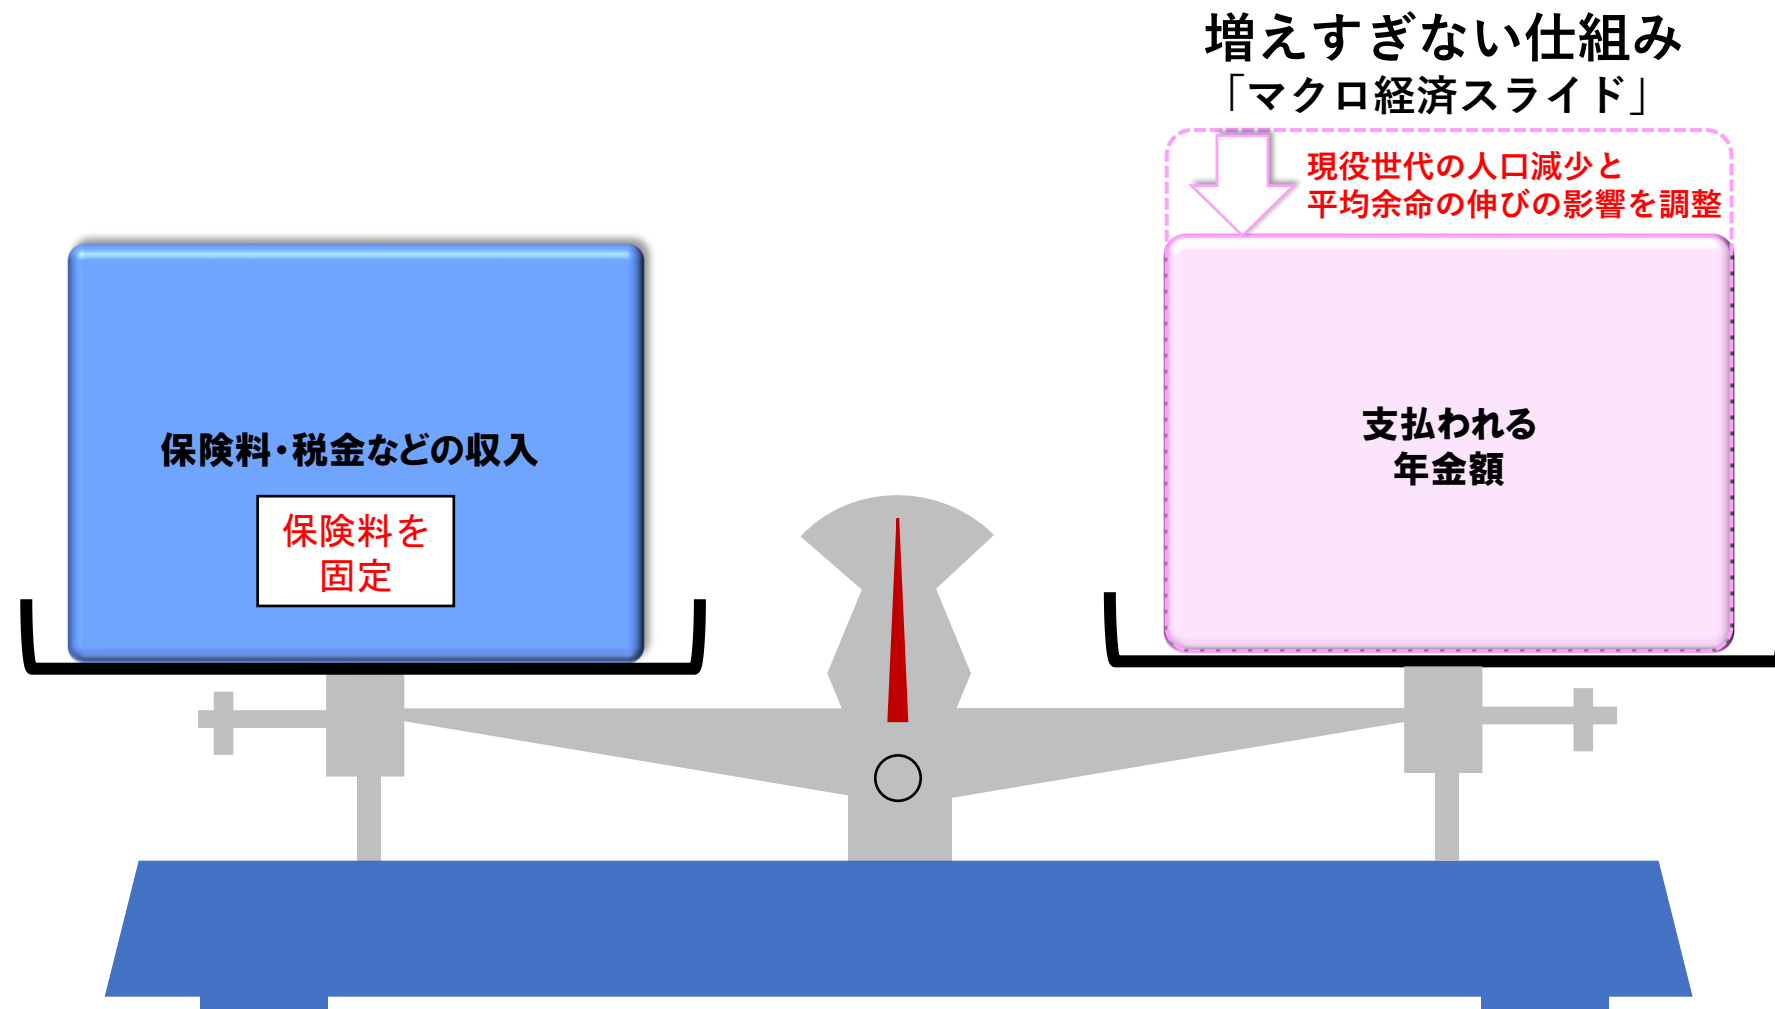 増えすぎない仕組み
「マクロ経済スライド」
現役世代の人口減少と
平均余命の伸びの影響を調整
保険料・税金などの収入
保険料を
固定
支払われる
年金額